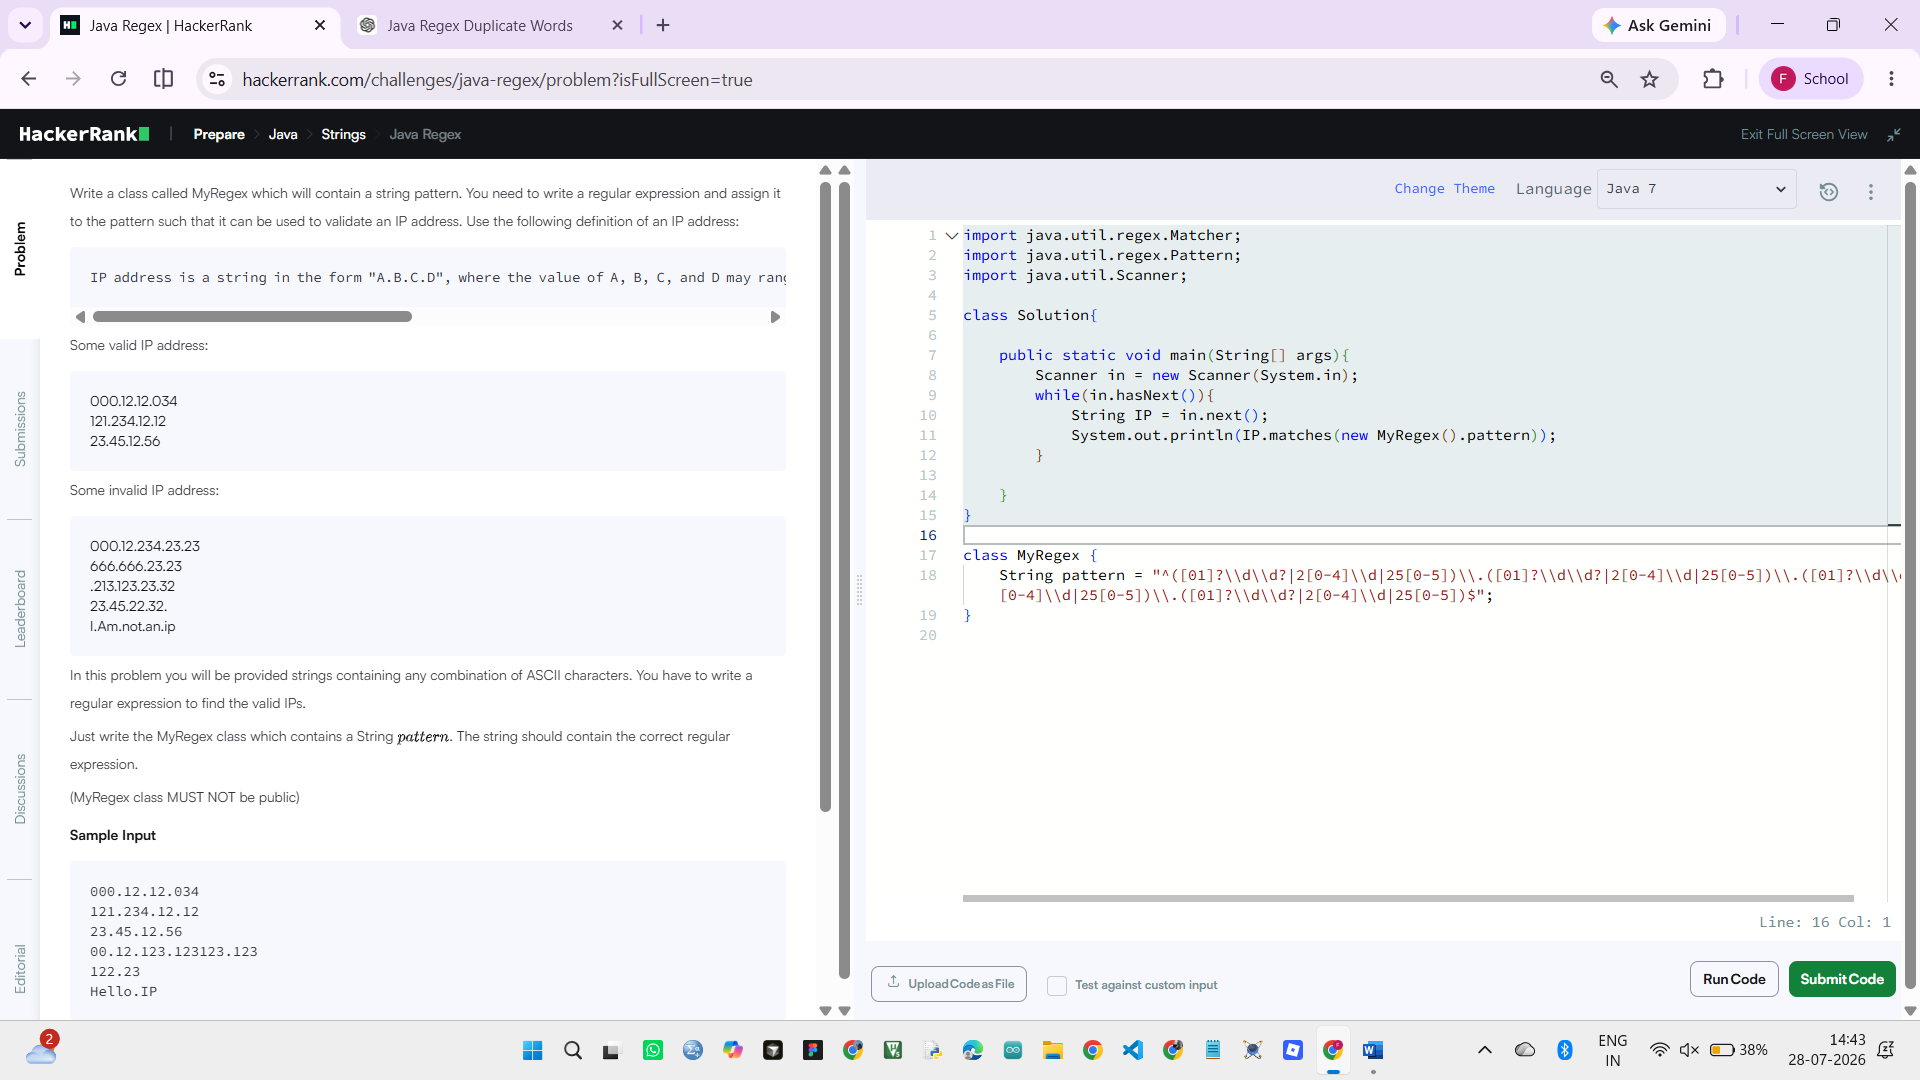 Java Regex | HackerRank
Java Regex Duplicate Words
Ask Gemini
hackerrank.com/challenges/java-regex/problem?isFullScreen=true
F School
HackerRank
Prepare
Java
Strings
Java Regex
Exit Full Screen View
Problem
Submissions
Leaderboard
Discussions
Editorial
Write a class called MyRegex which will contain a string pattern. You need to write a regular expression and assign it
to the pattern such that it can be used to validate an IP address. Use the following definition of an IP address:
IP address is a string in the form "A.B.C.D", where the value of A, B, C, and D may rang
Some valid IP address:
000.12.12.034
121.234.12.12
23.45.12.56
Some invalid IP address:
000.12.234.23.23
666.666.23.23
.213.123.23.32
23.45.22.32.
I.Am.not.an.ip
In this problem you will be provided strings containing any combination of ASCII characters. You have to write a
regular expression to find the valid IPs.
Just write the MyRegex class which contains a String pattern. The string should contain the correct regular
expression.
(MyRegex class MUST NOT be public)
Sample Input
000.12.12.034
121.234.12.12
23.45.12.56
00.12.123.123123.123
122.23
Hello.IP
Change Theme
Language
Java 7
1 import java.util.regex.Matcher;
2 import java.util.regex.Pattern;
3 import java.util.Scanner;
4
5 class Solution{
6
7 public static void main(String[] args){
8 Scanner in = new Scanner(System.in);
9 while(in.hasNext()){
10 String IP = in.next();
11 System.out.println(IP.matches(new MyRegex().pattern));
12 }
13
14 }
15 }
16
17 class MyRegex {
18 String pattern = "^([01]?\\d\\d?|2[0-4]\\d|25[0-5])\\.([01]?\\d\\d?|2[0-4]\\d|25[0-5])\\.([01]?\\d\\
[0-4]\\d|25[0-5])\\.([01]?\\d\\d?|2[0-4]\\d|25[0-5])$";
19 }
20
Line: 16 Col: 1
Upload Code as File
Test against custom input
Run Code
Submit Code
2
ENG
IN
38%
14:43
28-07-2026